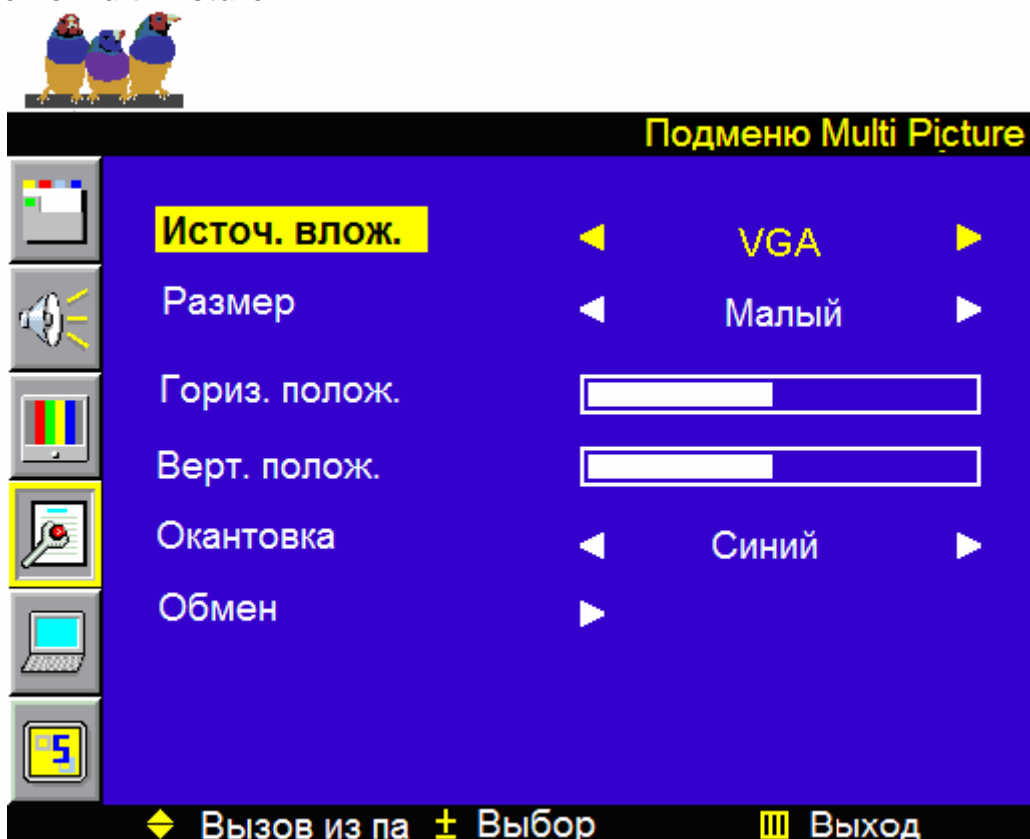 Подменю Multi Picture
Источ. влож. VGA
Размер Малый
Гориз. полож.
Верт. полож.
Окантовка Синий
Обмен
5
Вызов из па ± Выбор Выход